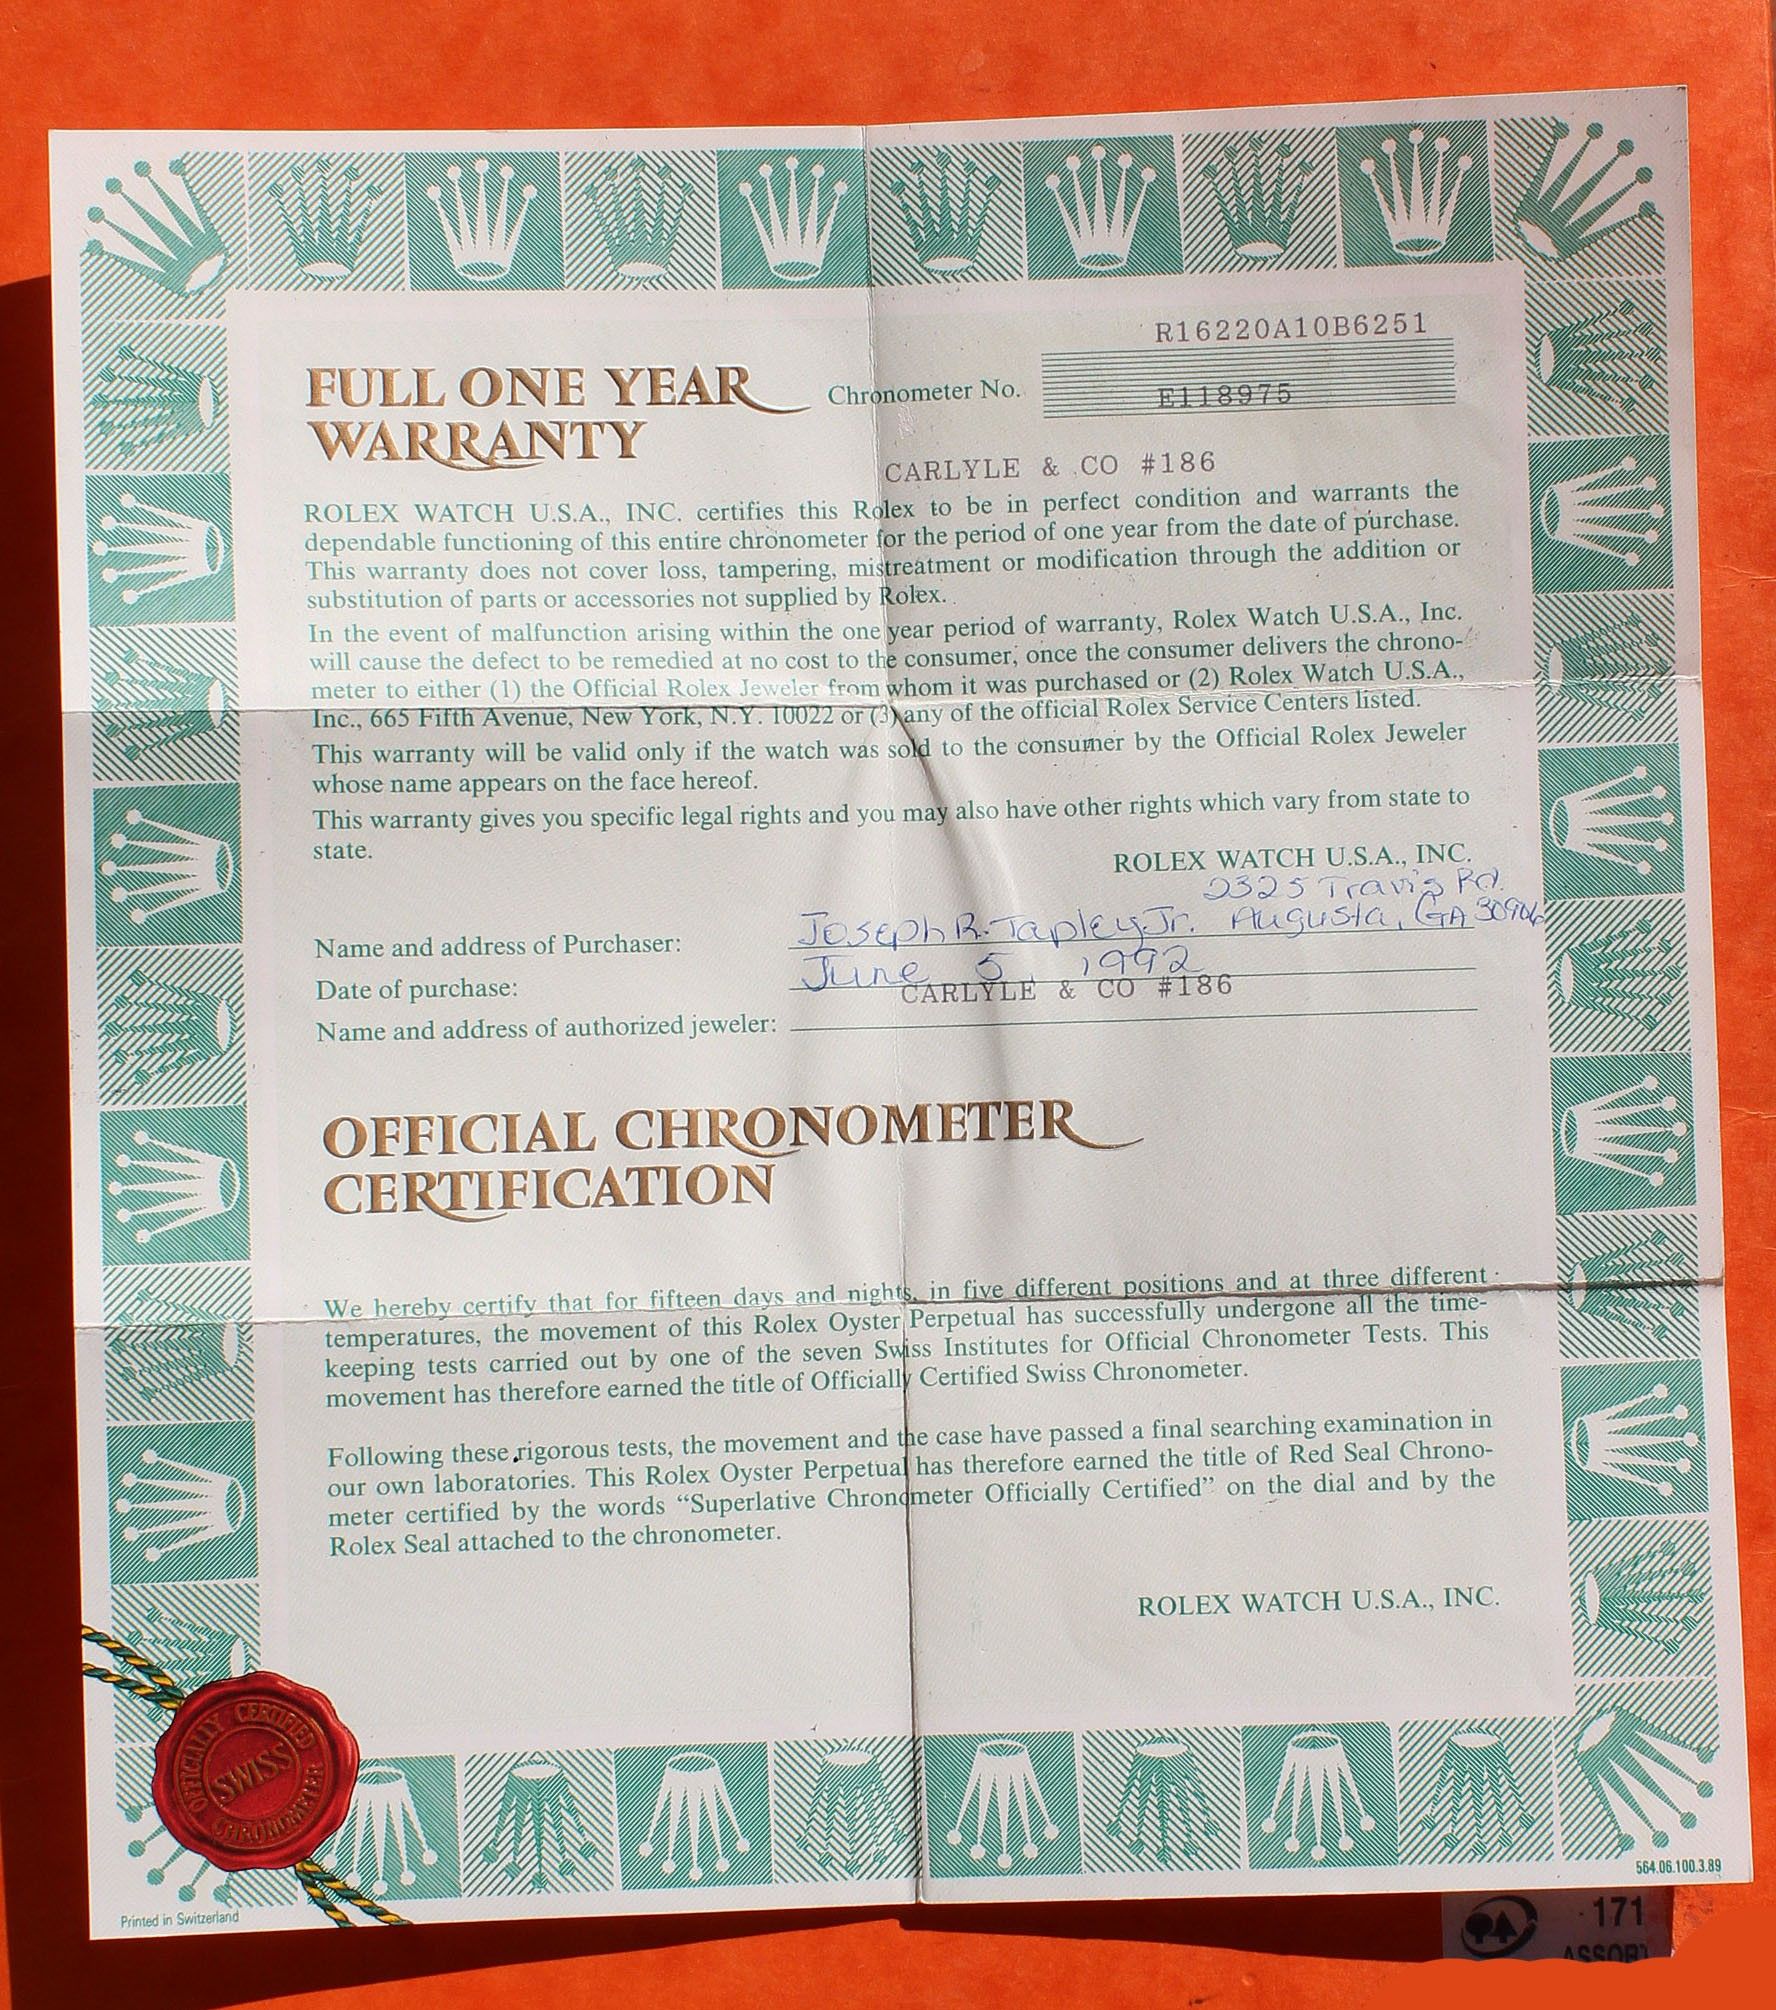 R16220A10B6251
FULL ONE YEAR
WARRANTY
Chronometer No.
E118975
CARLYLE & CO #186
ROLEX WATCH U.S.A., INC. certifies this Rolex to be in perfect condition and warrants the
dependable functioning of this entire chronometer for the period of one year from the date of purchase.
This warranty does not cover loss, tampering, mistreatment or modification through the addition or
substitution of parts or accessories not supplied by Rolex.
In the event of malfunction arising within the one year period of warranty, Rolex Watch U.S.A., Inc.
will cause the defect to be remedied at no cost to the consumer, once the consumer delivers the chrono-
meter to either (1) the Official Rolex Jeweler from whom it was purchased or (2) Rolex Watch U.S.A.,
Inc., 665 Fifth Avenue, New York, N.Y. 10022 or (3) any of the official Rolex Service Centers listed.
This warranty will be valid only if the watch was sold to the consumer by the Official Rolex Jeweler
whose name appears on the face hereof.
This warranty gives you specific legal rights and you may also have other rights which vary from state to
state.
ROLEX WATCH U.S.A., INC.
2325 Travis Rd.
Name and address of Purchaser: Joseph R. Tapley Jr. Augusta, GA 30906
Date of purchase: June 5, 1992
CARLYLE & CO #186
Name and address of authorized jeweler:
OFFICIAL CHRONOMETER
CERTIFICATION
We hereby certify that for fifteen days and nights, in five different positions and at three different
temperatures, the movement of this Rolex Oyster Perpetual has successfully undergone all the time-
keeping tests carried out by one of the seven Swiss Institutes for Official Chronometer Tests. This
movement has therefore earned the title of Officially Certified Swiss Chronometer.
Following these rigorous tests, the movement and the case have passed a final searching examination in
our own laboratories. This Rolex Oyster Perpetual has therefore earned the title of Red Seal Chrono-
meter certified by the words “Superlative Chronometer Officially Certified” on the dial and by the
Rolex Seal attached to the chronometer.
ROLEX WATCH U.S.A., INC.
OFFICIALLY CERTIFIED
SWISS
CHRONOMETER
564.06.100.3.89
Printed in Switzerland
171
ASSORT